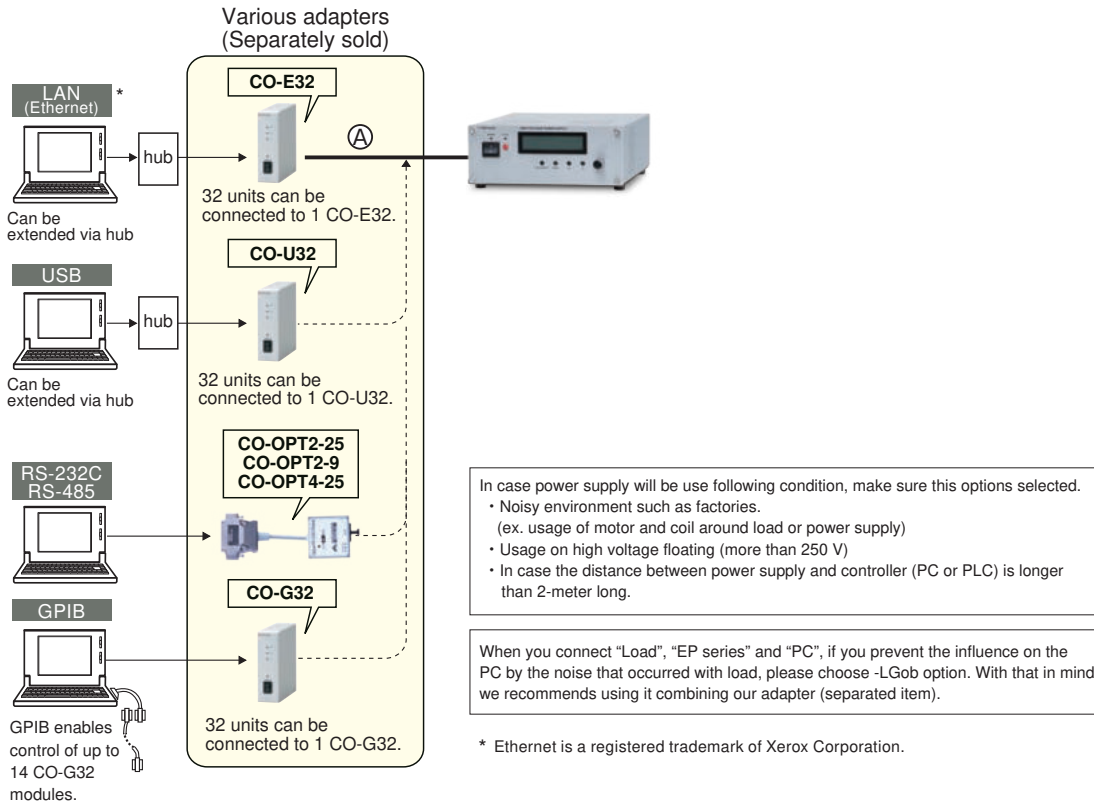 Various adapters
(Separately sold)
LAN
(Ethernet)
*
hub
Can be
extended via hub
CO-E32
Ⓐ
32 units can be
connected to 1 CO-E32.
USB
hub
Can be
extended via hub
CO-U32
32 units can be
connected to 1 CO-U32.
RS-232C
RS-485
CO-OPT2-25
CO-OPT2-9
CO-OPT4-25
GPIB
GPIB enables
control of up to
14 CO-G32
modules.
CO-G32
32 units can be
connected to 1 CO-G32.
In case power supply will be use following condition, make sure this options selected.
・Noisy environment such as factories.
(ex. usage of motor and coil around load or power supply)
・Usage on high voltage floating (more than 250 V)
・In case the distance between power supply and controller (PC or PLC) is longer
than 2-meter long.
When you connect “Load”, “EP series” and “PC”, if you prevent the influence on the
PC by the noise that occurred with load, please choose -LGob option. With that in mind
we recommends using it combining our adapter (separated item).
* Ethernet is a registered trademark of Xerox Corporation.